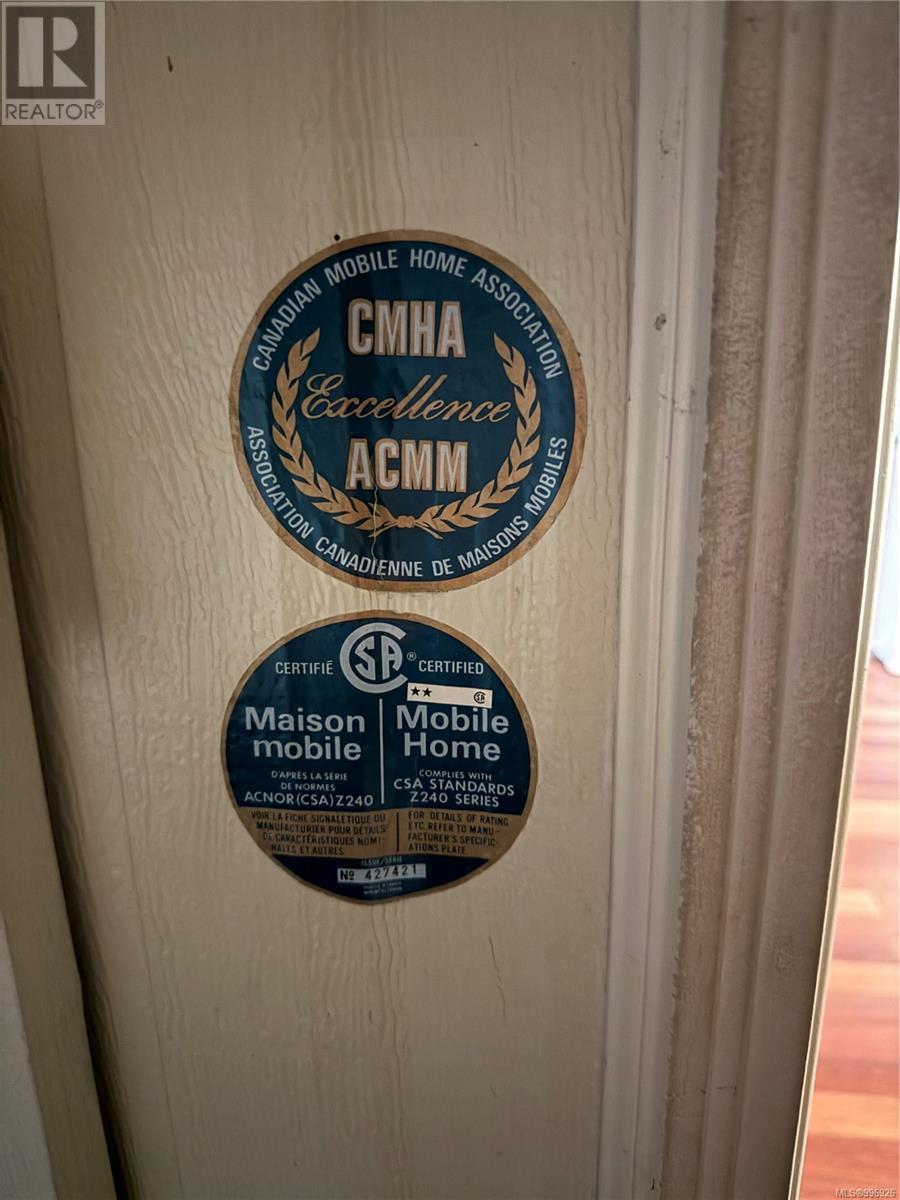 REALTOR®
CANADIAN MOBILE HOME ASSOCIATION
CMHA
Excellence
ACMM
ASSOCIATION CANADIENNE DE MAISONS MOBILES
CERTIFIÉ CSA® CERTIFIED
★★ CSA
Maison
mobile
D'APRÈS LA SÉRIE
DE NORMES
ACNOR (CSA) Z240
Mobile
Home
COMPLIES WITH
CSA STANDARDS
Z240 SERIES
VOIR LA FICHE SIGNALÉTIQUE DU
MANUFACTURIER POUR DÉTAILS
DE CARACTÉRISTIQUES NOMI-
NALES ET AUTRES
FOR DETAILS OF RATING
ETC. REFER TO MANU-
FACTURER'S SPECIFIC-
ATIONS PLATE
ISSUE/SÉRIE
Nº 427421
MLS®996926